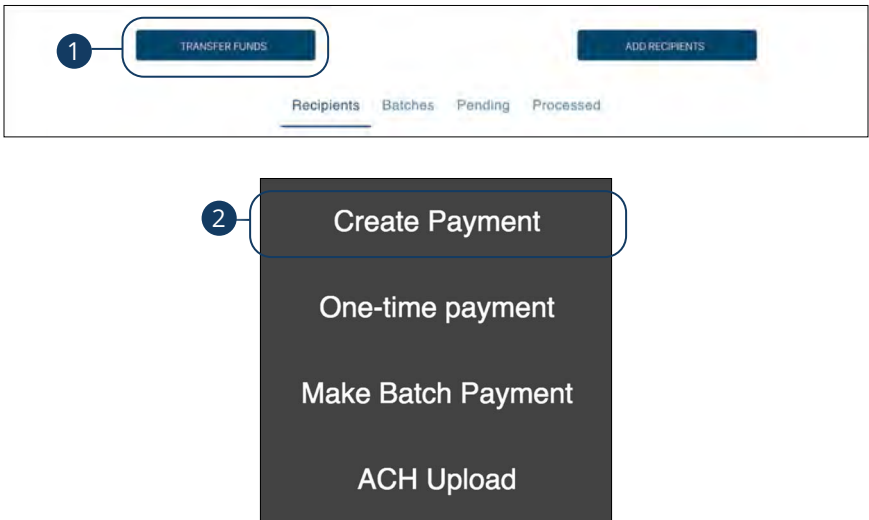 1 TRANSFER FUNDS ADD RECIPIENTS
Recipients Batches Pending Processed
2 Create Payment
One-time payment
Make Batch Payment
ACH Upload